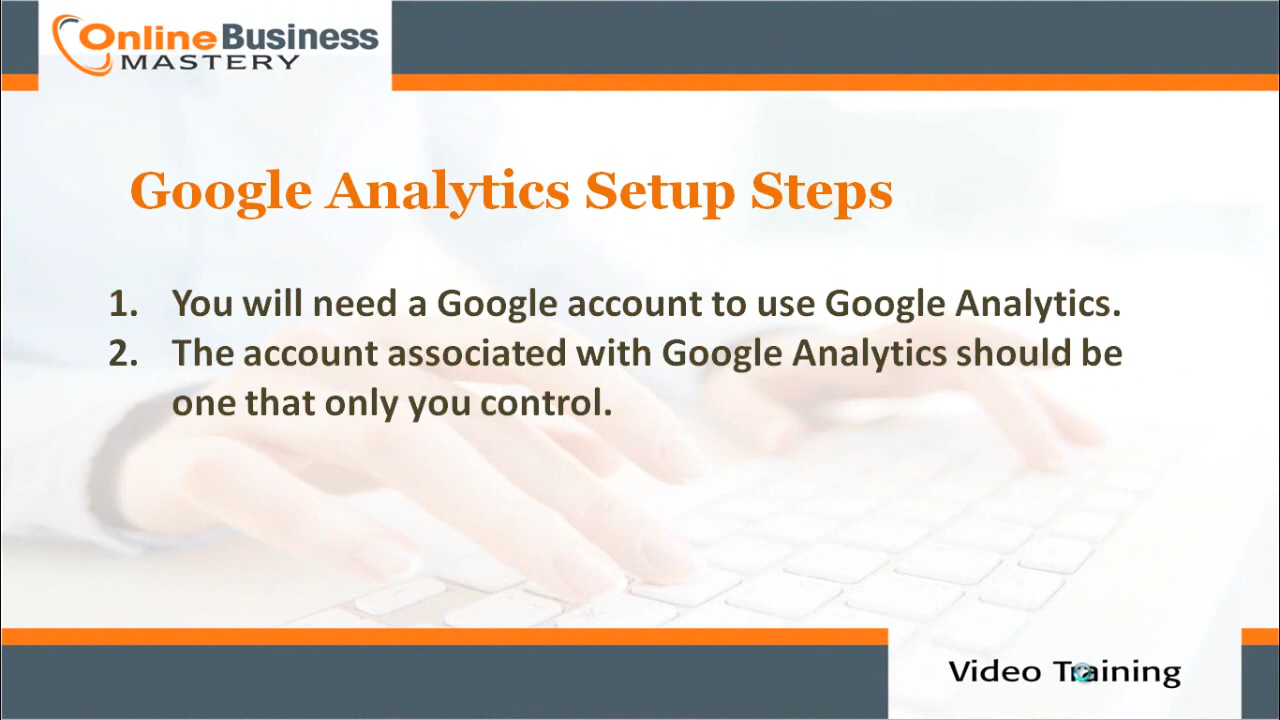 Online Business
MASTERY
Google Analytics Setup Steps
1. You will need a Google account to use Google Analytics.
2. The account associated with Google Analytics should be
one that only you control.
Video Training